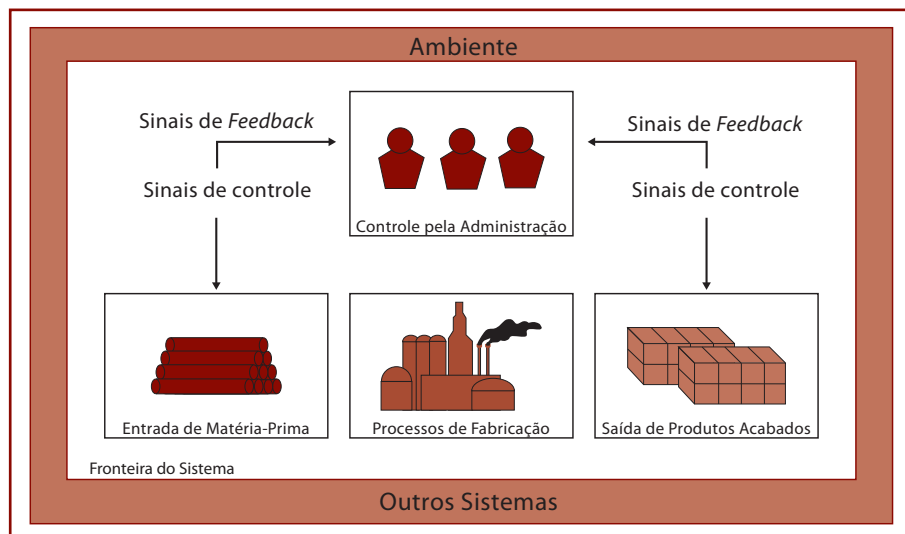 Ambiente
Sinais de Feedback
Sinais de Feedback
Sinais de controle
Sinais de controle
Controle pela Administração
Entrada de Matéria-Prima
Processos de Fabricação
Saída de Produtos Acabados
Fronteira do Sistema
Outros Sistemas